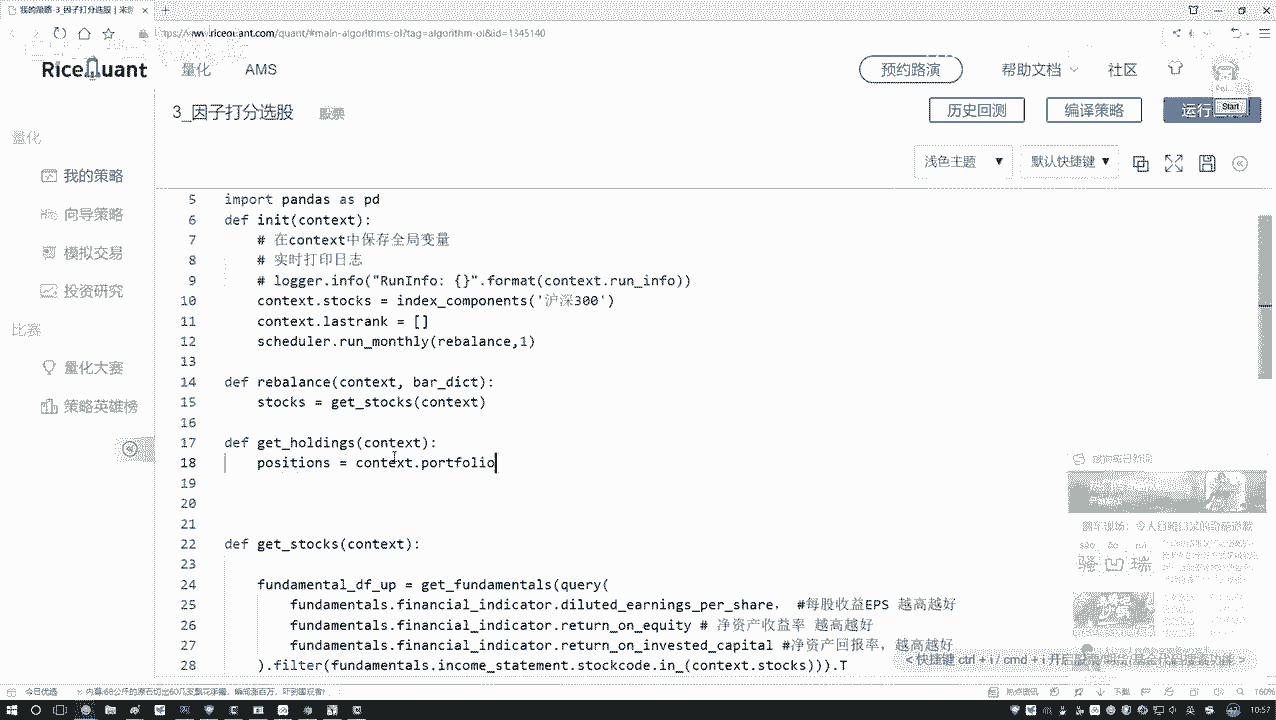 我的策略-3_因子打分选股 | 米筐
ricequant.com/quant/#main-algorithms-ol?tag=algorithm-ol&id=1345140
RiceQuant 量化 AMS 预约路演 帮助文档 社区
3_因子打分选股 股票 历史回测 编译策略 运行
Start
量化
浅色主题 默认快捷键
我的策略
向导策略
模拟交易
投资研究
比赛
量化大赛
策略英雄榜
5 import pandas as pd
6 def init(context):
7 # 在context中保存全局变量
8 # 实时打印日志
9 # logger.info("RunInfo: {}".format(context.run_info))
10 context.stocks = index_components('沪深300')
11 context.lastrank = []
12 scheduler.run_monthly(rebalance,1)
13
14 def rebalance(context, bar_dict):
15 stocks = get_stocks(context)
16
17 def get_holdings(context):
18 positions = context.portfolio
19
20
21
22 def get_stocks(context):
23
24 fundamental_df_up = get_fundamentals(query(
25 fundamentals.financial_indicator.diluted_earnings_per_share, #每股收益EPS 越高越好
26 fundamentals.financial_indicator.return_on_equity # 净资产收益率 越高越好
27 fundamentals.financial_indicator.return_on_invested_capital #净资产回报率，越高越好
28 ).filter(fundamentals.income_statement.stockcode.in_(context.stocks))).T
<快捷键 ctrl + i / cmd + i 开启
今日优选
下载
160%
英
10:57